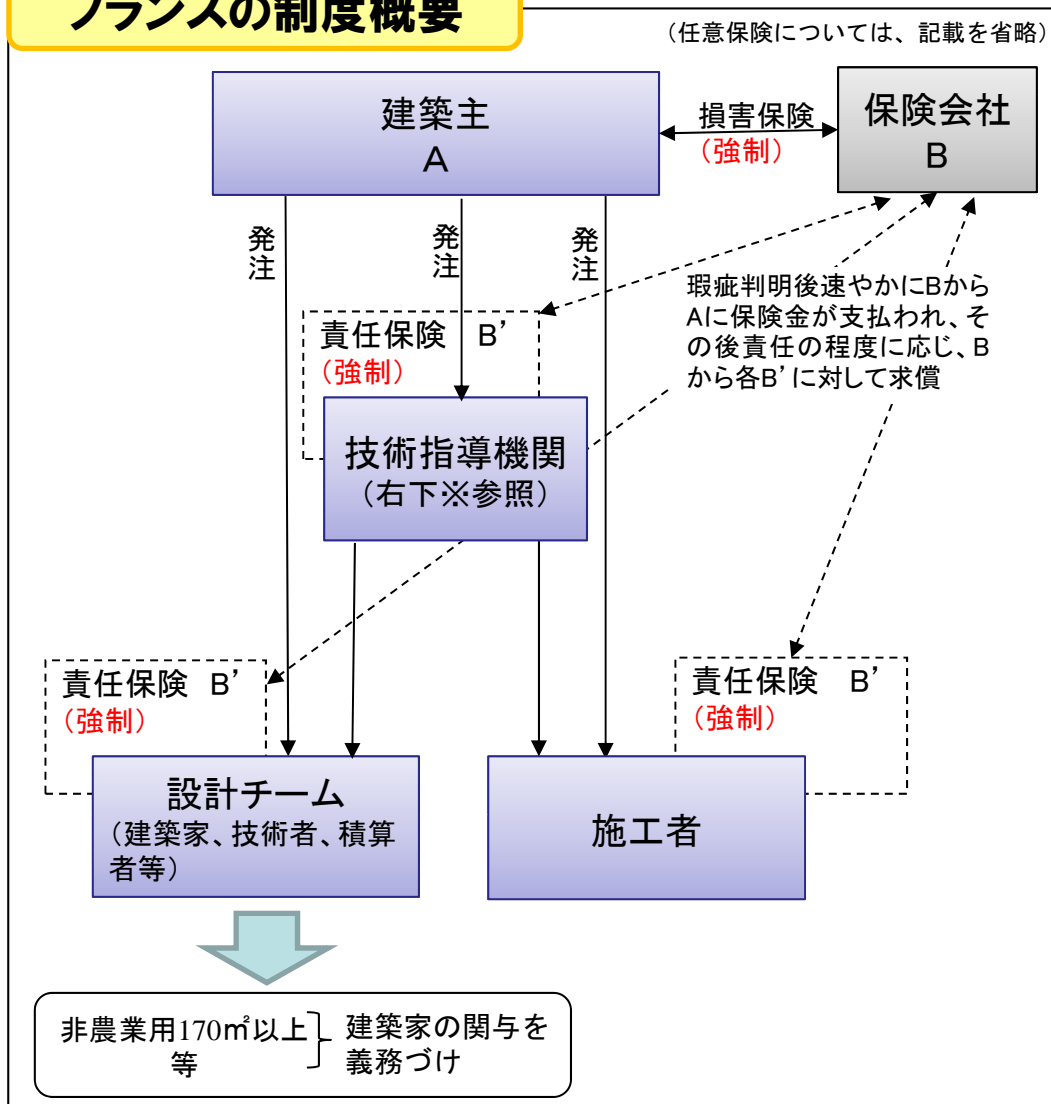 フランスの制度概要
（任意保険については、記載を省略）
建築主
A
損害保険
（強制）
保険会社
B
発注
発注
発注
瑕疵判明後速やかにBから
Aに保険金が支払われ、そ
の後責任の程度に応じ、B
から各B’に対して求償
責任保険　B’
（強制）
技術指導機関
（右下※参照）
責任保険　B’
（強制）
責任保険　B’
（強制）
設計チーム
（建築家、技術者、積算
者等）
施工者
非農業用170㎡以上
等
建築家の関与を
義務づけ